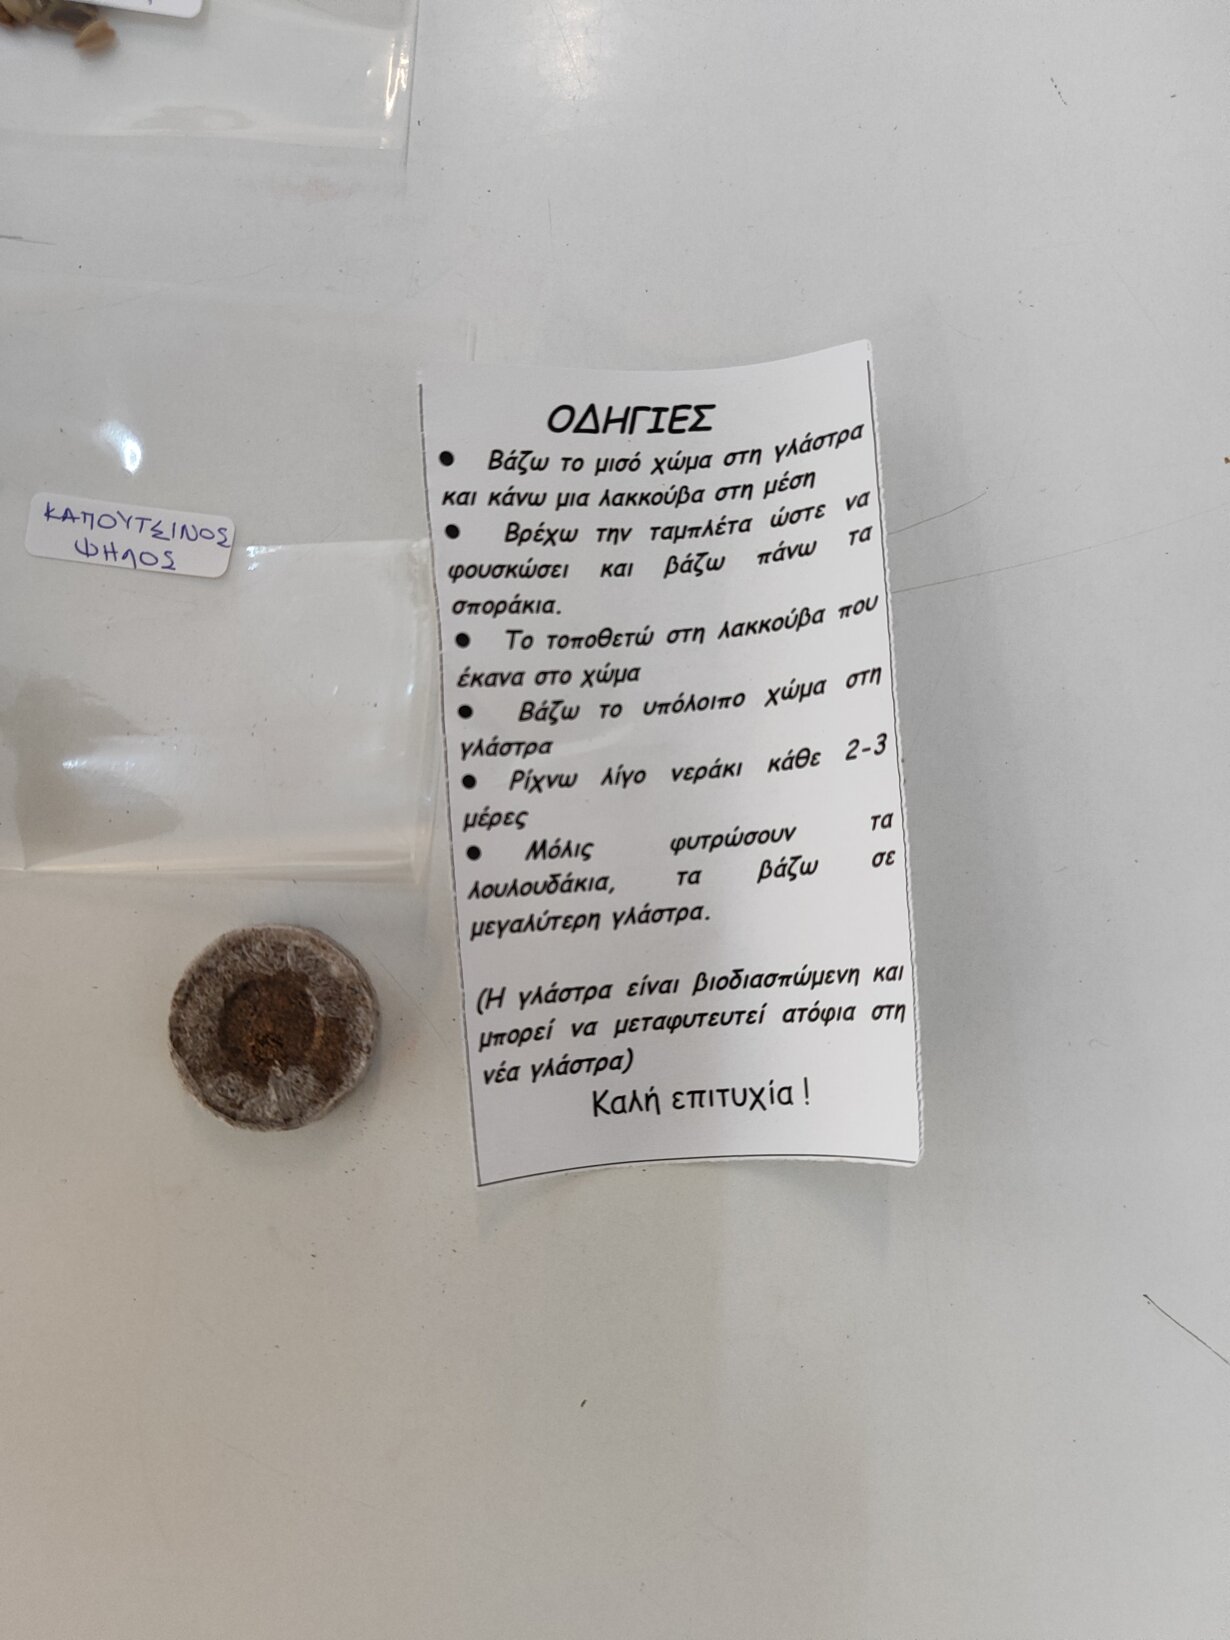 ΚΑΠΟΥΤΣΙΝΟΣ
ΨΗΛΟΣ
ΟΔΗΓΙΕΣ
● Βάζω το μισό χώμα στη γλάστρα
και κάνω μια λακκούβα στη μέση
● Βρέχω την ταμπλέτα ώστε να
φουσκώσει και βάζω πάνω τα
σποράκια.
● Το τοποθετώ στη λακκούβα που
έκανα στο χώμα
● Βάζω το υπόλοιπο χώμα στη
γλάστρα
● Ρίχνω λίγο νεράκι κάθε 2-3
μέρες
● Μόλις φυτρώσουν τα
λουλουδάκια, τα βάζω σε
μεγαλύτερη γλάστρα.
(Η γλάστρα είναι βιοδιασπώμενη και
μπορεί να μεταφυτευτεί ατόφια στη
νέα γλάστρα)
Καλή επιτυχία !